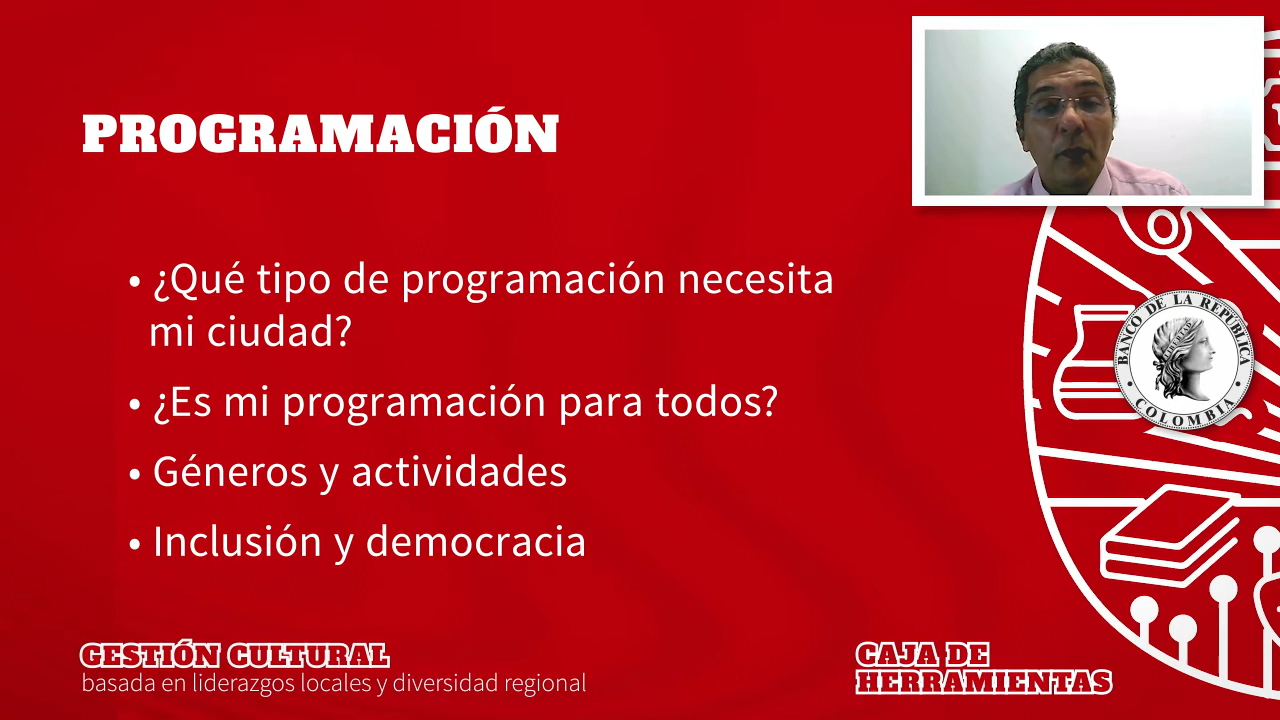 PROGRAMACIÓN
• ¿Qué tipo de programación necesita
mi ciudad?
• ¿Es mi programación para todos?
• Géneros y actividades
• Inclusión y democracia
BANCO DE LA REPÚBLICA
COLOMBIA
GESTIÓN CULTURAL
basada en liderazgos locales y diversidad regional
CAJA DE
HERRAMIENTAS